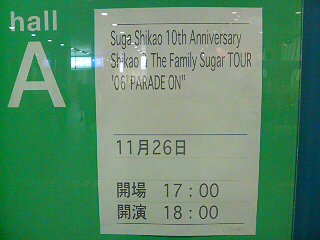 hall
A
Suga Shikao 10th Anniversary
Shikao & The Family Sugar TOUR
'06"PARADE ON"
11月26日
開場 17：00
開演 18：00